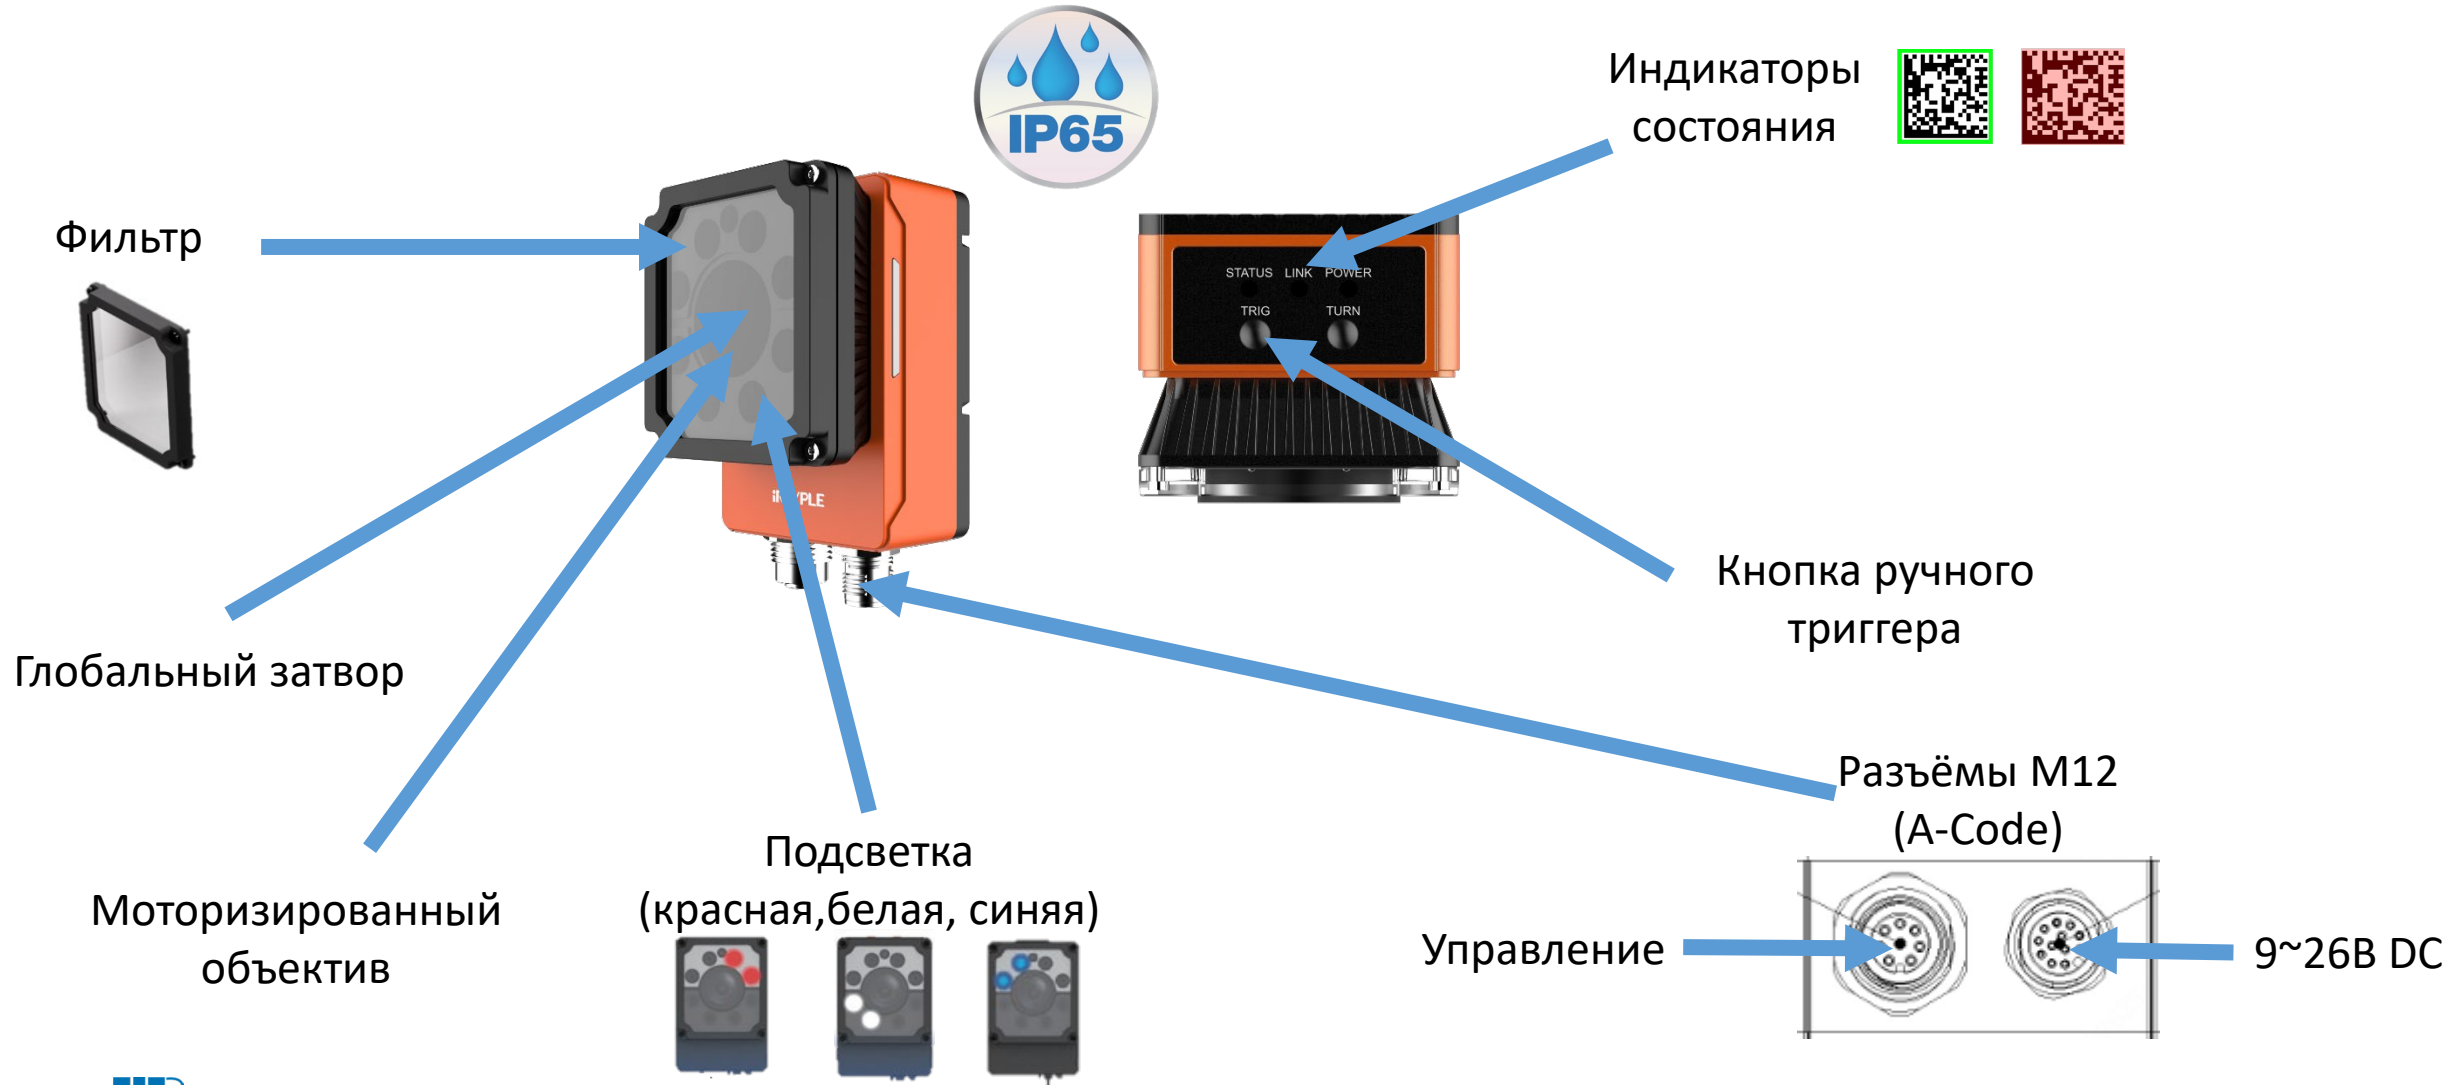 IP65
Индикаторы
состояния
Фильтр
STATUS LINK POWER
TRIG TURN
Глобальный затвор
Кнопка ручного
триггера
Моторизированный
объектив
Подсветка
(красная,белая, синяя)
Разъёмы M12
(A-Code)
Управление
9~26В DC